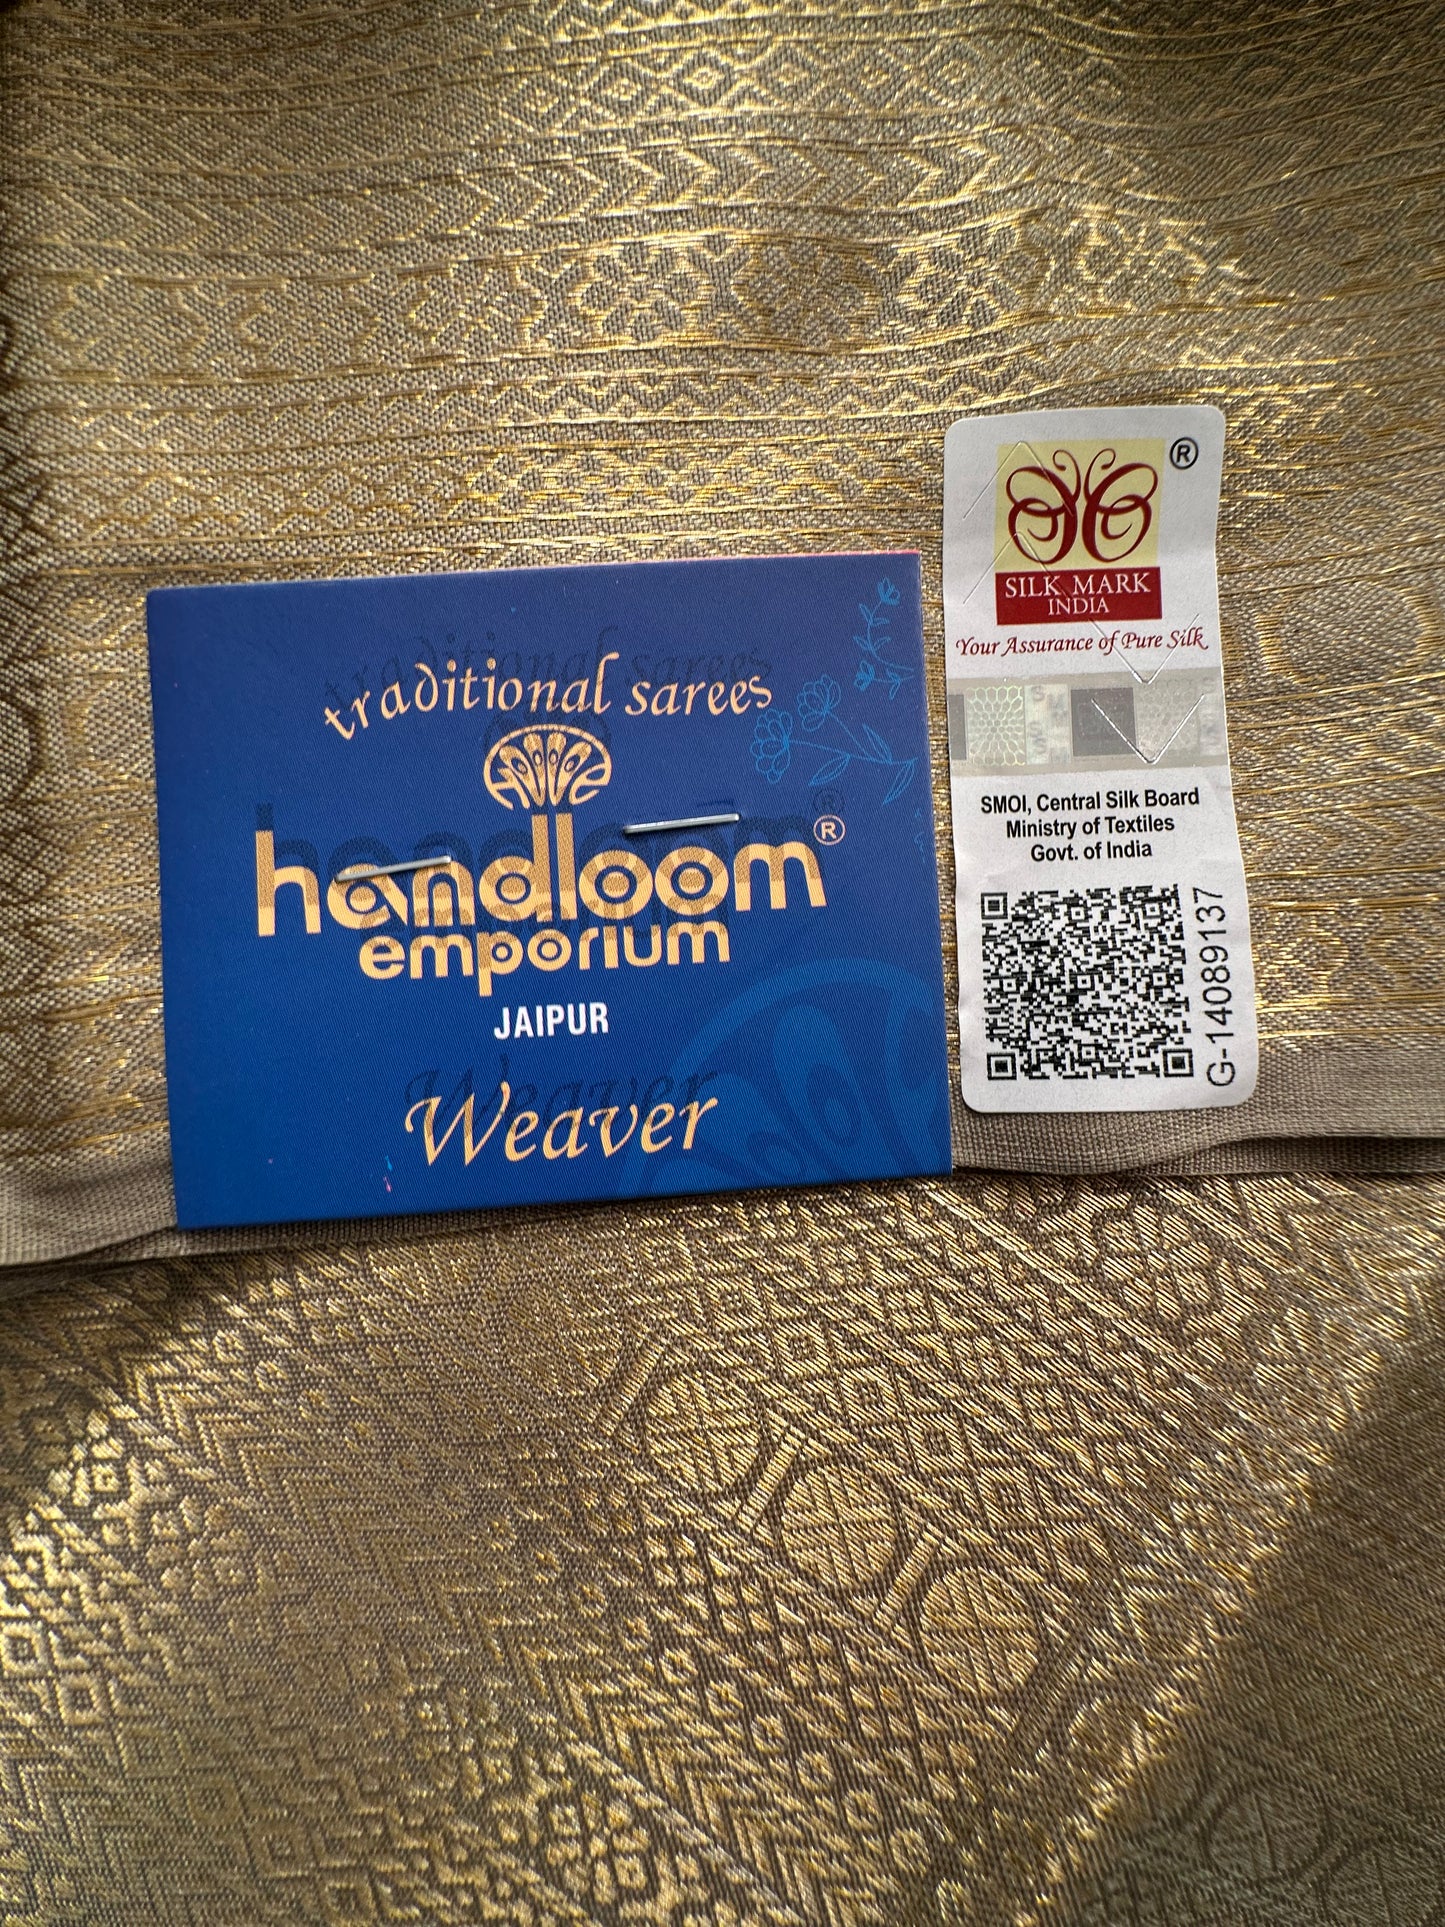 traditional sarees
handloom®
emporium
JAIPUR
Weaver
®
SILK MARK
INDIA
Your Assurance of Pure Silk
SMOI, Central Silk Board
Ministry of Textiles
Govt. of India
G-14089137